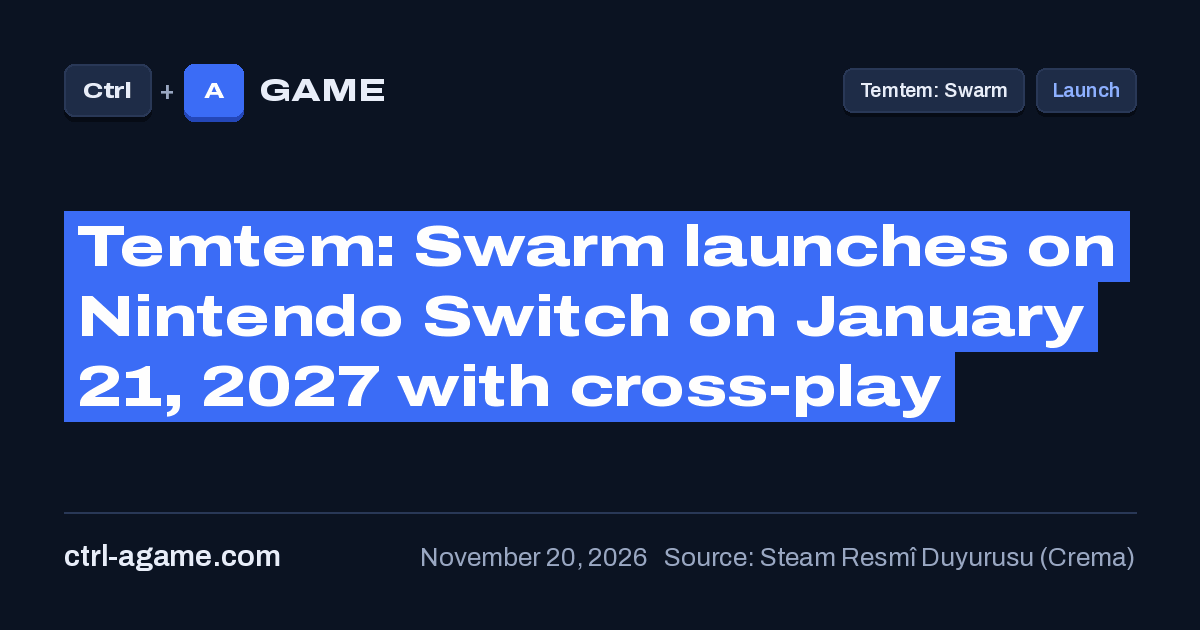 Ctrl + A GAME
Temtem: Swarm Launch
Temtem: Swarm launches on
Nintendo Switch on January
21, 2027 with cross-play
ctrl-agame.com
November 20, 2026 Source: Steam Resmî Duyurusu (Crema)